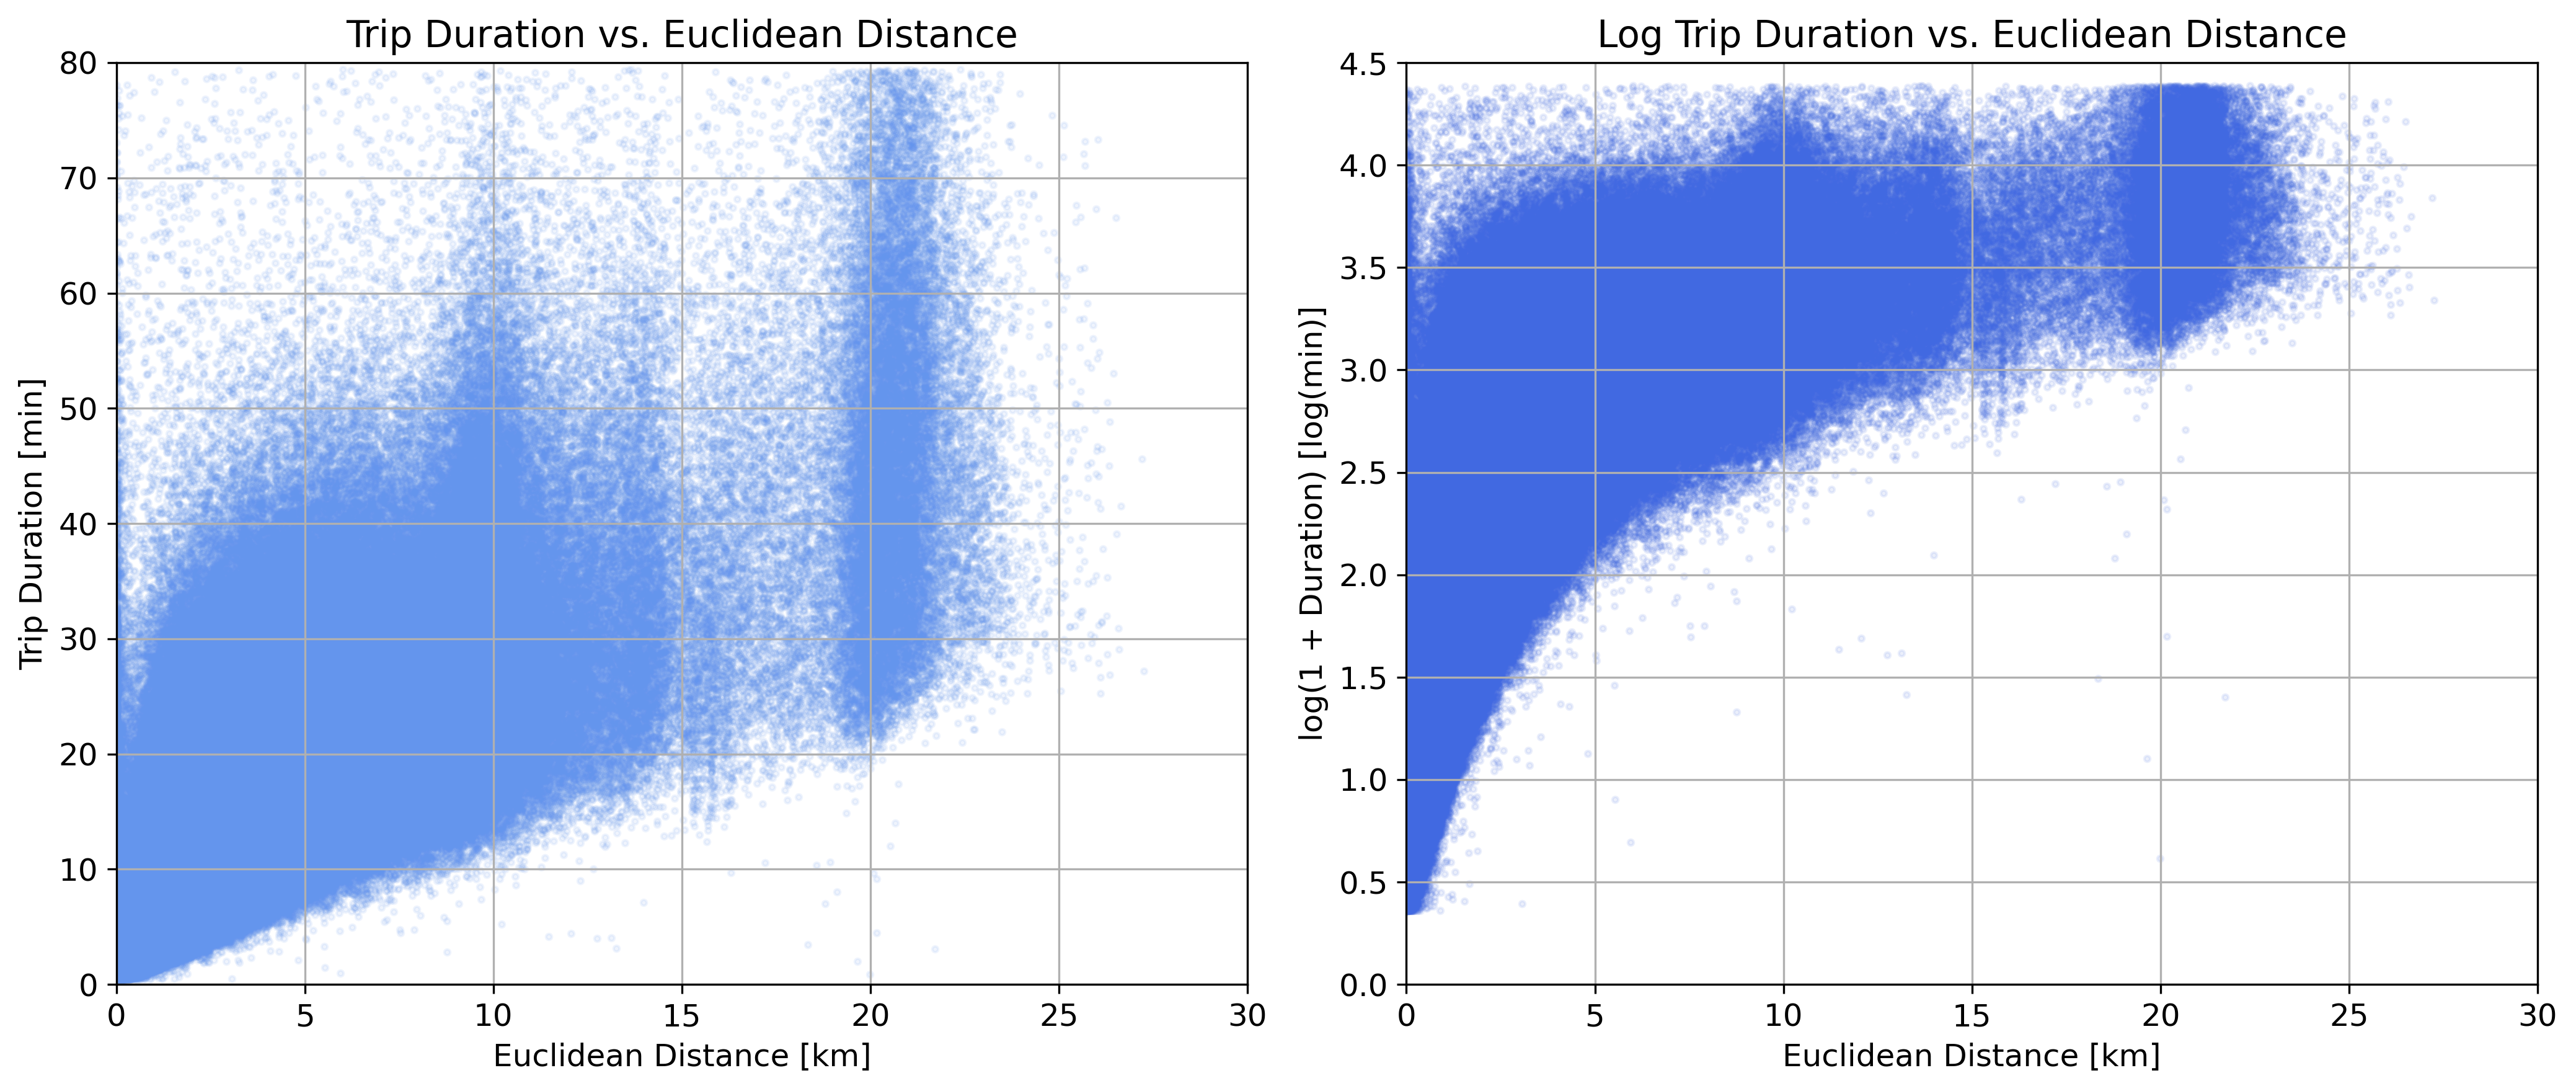 Trip Duration vs. Euclidean Distance
Trip Duration [min]
80
70
60
50
40
30
20
10
0
0 5 10 15 20 25 30
Euclidean Distance [km]
Log Trip Duration vs. Euclidean Distance
log(1 + Duration) [log(min)]
4.5
4.0
3.5
3.0
2.5
2.0
1.5
1.0
0.5
0.0
0 5 10 15 20 25 30
Euclidean Distance [km]